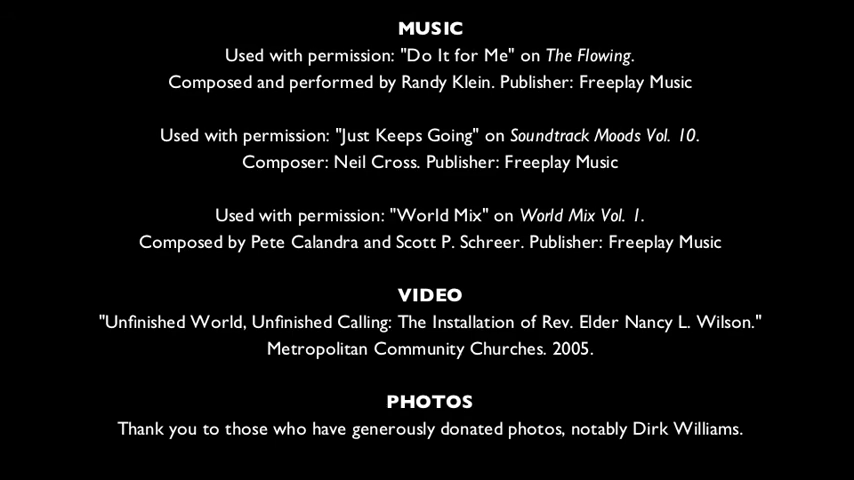 MUSIC
Used with permission: "Do It for Me" on The Flowing.
Composed and performed by Randy Klein. Publisher: Freeplay Music
Used with permission: "Just Keeps Going" on Soundtrack Moods Vol. 10.
Composer: Neil Cross. Publisher: Freeplay Music
Used with permission: "World Mix" on World Mix Vol. 1.
Composed by Pete Calandra and Scott P. Schreer. Publisher: Freeplay Music
VIDEO
"Unfinished World, Unfinished Calling: The Installation of Rev. Elder Nancy L. Wilson."
Metropolitan Community Churches. 2005.
PHOTOS
Thank you to those who have generously donated photos, notably Dirk Williams.